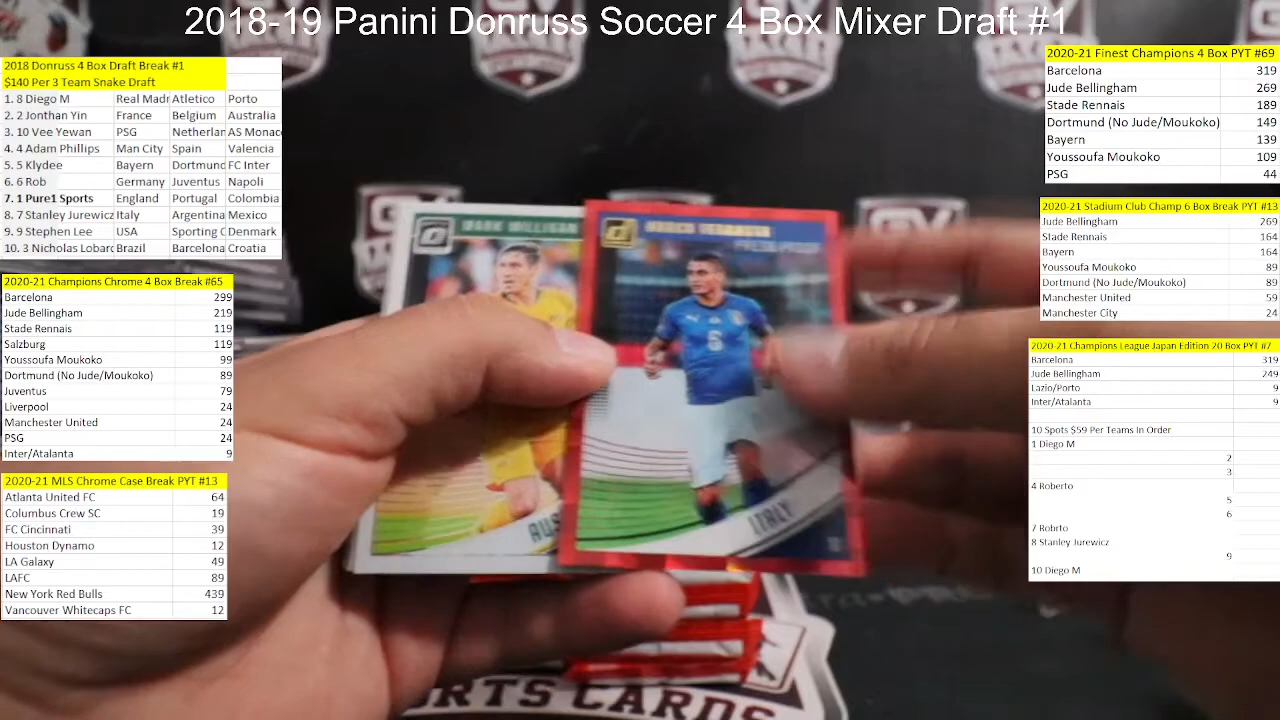 2018-19 Panini Donruss Soccer 4 Box Mixer Draft #1
2018 Donruss 4 Box Draft Break #1
$140 Per 3 Team Snake Draft
1. 8 Diego M Real Madr Atletico Porto
2. 2 Jonthan Yin France Belgium Australia
3. 10 Vee Yewan PSG Netherlan AS Monac
4. 4 Adam Phillips Man City Spain Valencia
5. 5 Klydee Bayern Dortmund FC Inter
6. 6 Rob Germany Juventus Napoli
7. 1 Pure1 Sports England Portugal Colombia
8. 7 Stanley Jurewicz Italy Argentina Mexico
9. 9 Stephen Lee USA Sporting C Denmark
10. 3 Nicholas Lobard Brazil Barcelona Croatia
2020-21 Champions Chrome 4 Box Break #65
Barcelona 299
Jude Bellingham 219
Stade Rennais 119
Salzburg 119
Youssoufa Moukoko 99
Dortmund (No Jude/Moukoko) 89
Juventus 79
Liverpool 24
Manchester United 24
PSG 24
Inter/Atalanta 9
2020-21 MLS Chrome Case Break PYT #13
Atlanta United FC 64
Columbus Crew SC 19
FC Cincinnati 39
Houston Dynamo 12
LA Galaxy 49
LAFC 89
New York Red Bulls 439
Vancouver Whitecaps FC 12
MARK MILLIGAN
AUS
PRESS PROOF
6
ITALY
RTS CARDS
2020-21 Finest Champions 4 Box PYT #69
Barcelona 319
Jude Bellingham 269
Stade Rennais 189
Dortmund (No Jude/Moukoko) 149
Bayern 139
Youssoufa Moukoko 109
PSG 44
2020-21 Stadium Club Champ 6 Box Break PYT #13
Jude Bellingham 269
Stade Rennais 164
Bayern 164
Youssoufa Moukoko 89
Dortmund (No Jude/Moukoko) 89
Manchester United 59
Manchester City 24
2020-21 Champions League Japan Edition 20 Box PYT #7
Barcelona 319
Jude Bellingham 249
Lazio/Porto 9
Inter/Atalanta 9
10 Spots $59 Per Teams In Order
1 Diego M
2
3
4 Roberto
5
6
7 Robrto
8 Stanley Jurewicz
9
10 Diego M